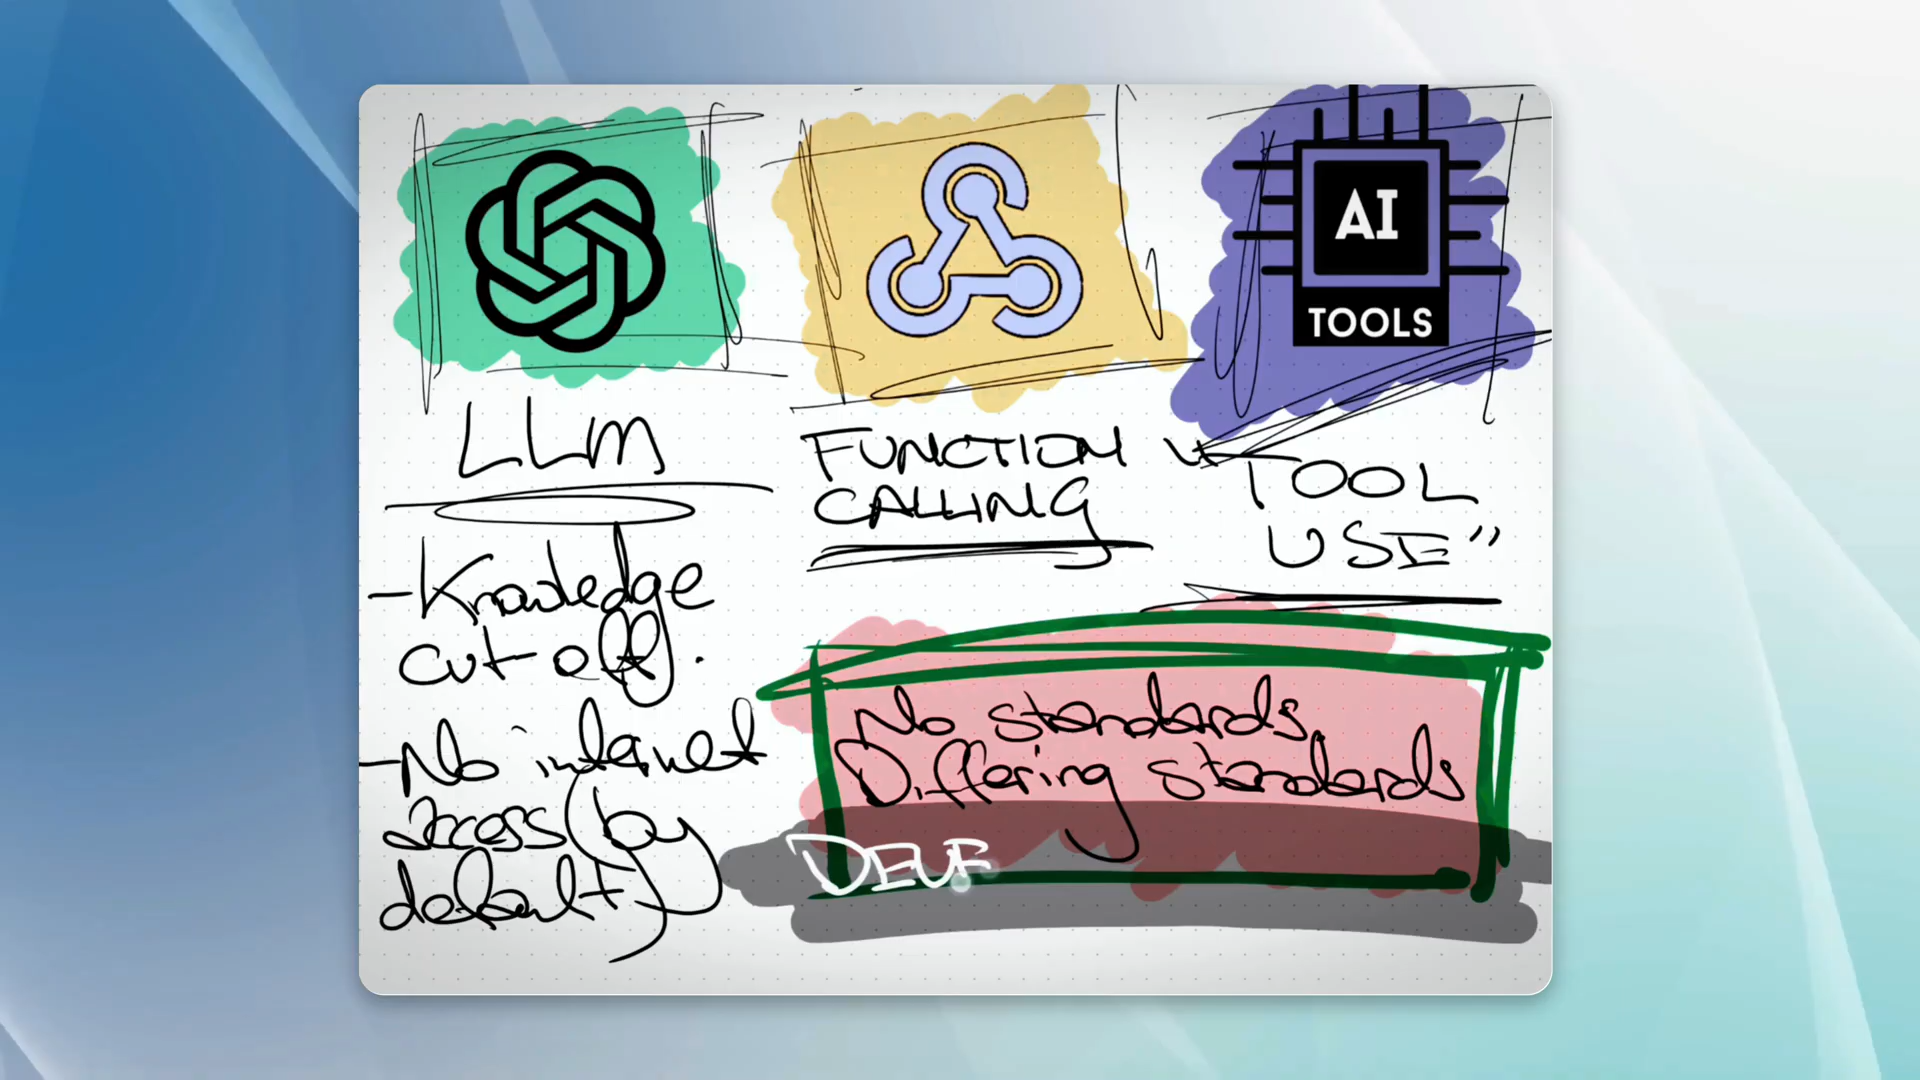 AI
TOOLS
LLM
- Knowledge
cut off.
- No internet
access (by
default)
FUNCTION
CALLING
"TOOL
USE"
No standards
Differing standards